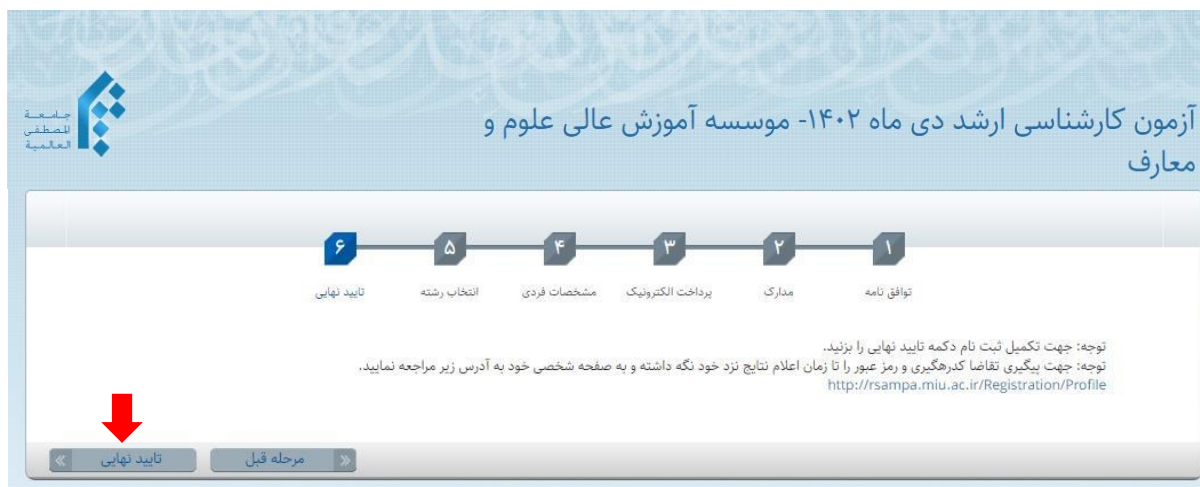 جامعة
المصطفى
العالمية
آزمون کارشناسی ارشد دی ماه ۱۴۰۲- موسسه آموزش عالی علوم و
معارف
۱ ۲ ۳ ۴ ۵ ۶
توافق نامه مدارک پرداخت الکترونیک مشخصات فردی انتخاب رشته تایید نهایی
توجه: جهت تکمیل ثبت نام دکمه تایید نهایی را بزنید.
توجه: جهت پیگیری تقاضا کدرهگیری و رمز عبور را تا زمان اعلام نتایج نزد خود نگه داشته و به صفحه شخصی خود به آدرس زیر مراجعه نمایید.
http://rsampa.miu.ac.ir/Registration/Profile
« مرحله قبل تایید نهایی »